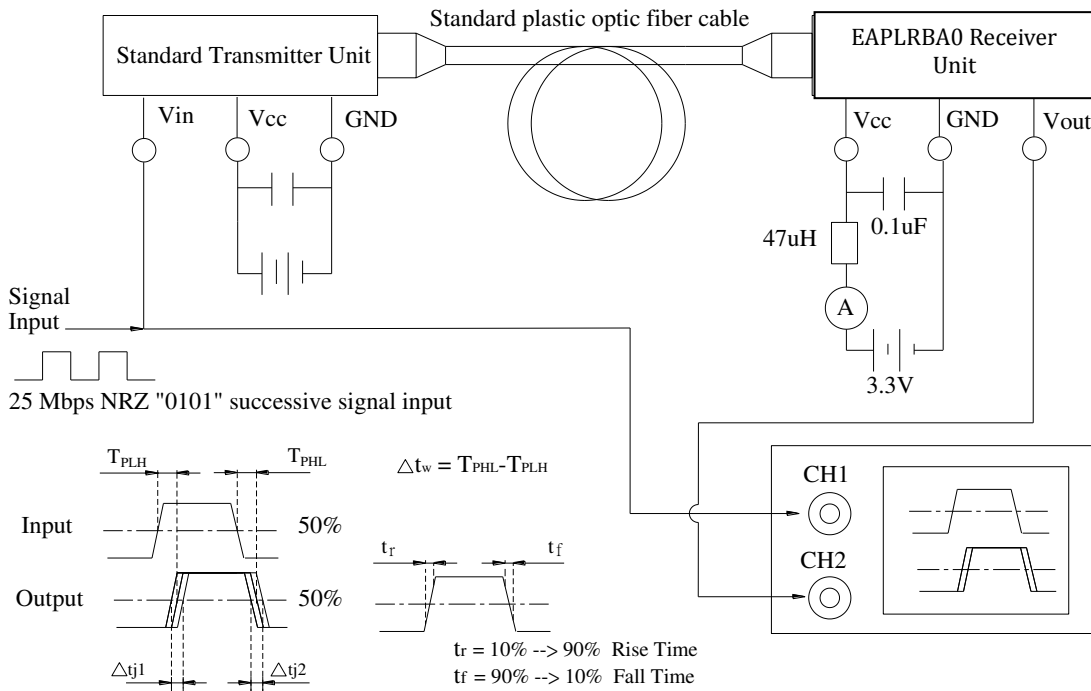 Standard plastic optic fiber cable
Standard Transmitter Unit
EAPLRBA0 Receiver
Unit
Vin
Vcc
GND
Vcc
GND
Vout
47uH
0.1uF
A
3.3V
Signal
Input
25 Mbps NRZ "0101" successive signal input
TPLH
TPHL
△tw = TPHL-TPLH
Input
50%
Output
50%
△tj1
△tj2
tr
tf
tr = 10% --> 90% Rise Time
tf = 90% --> 10% Fall Time
CH1
CH2